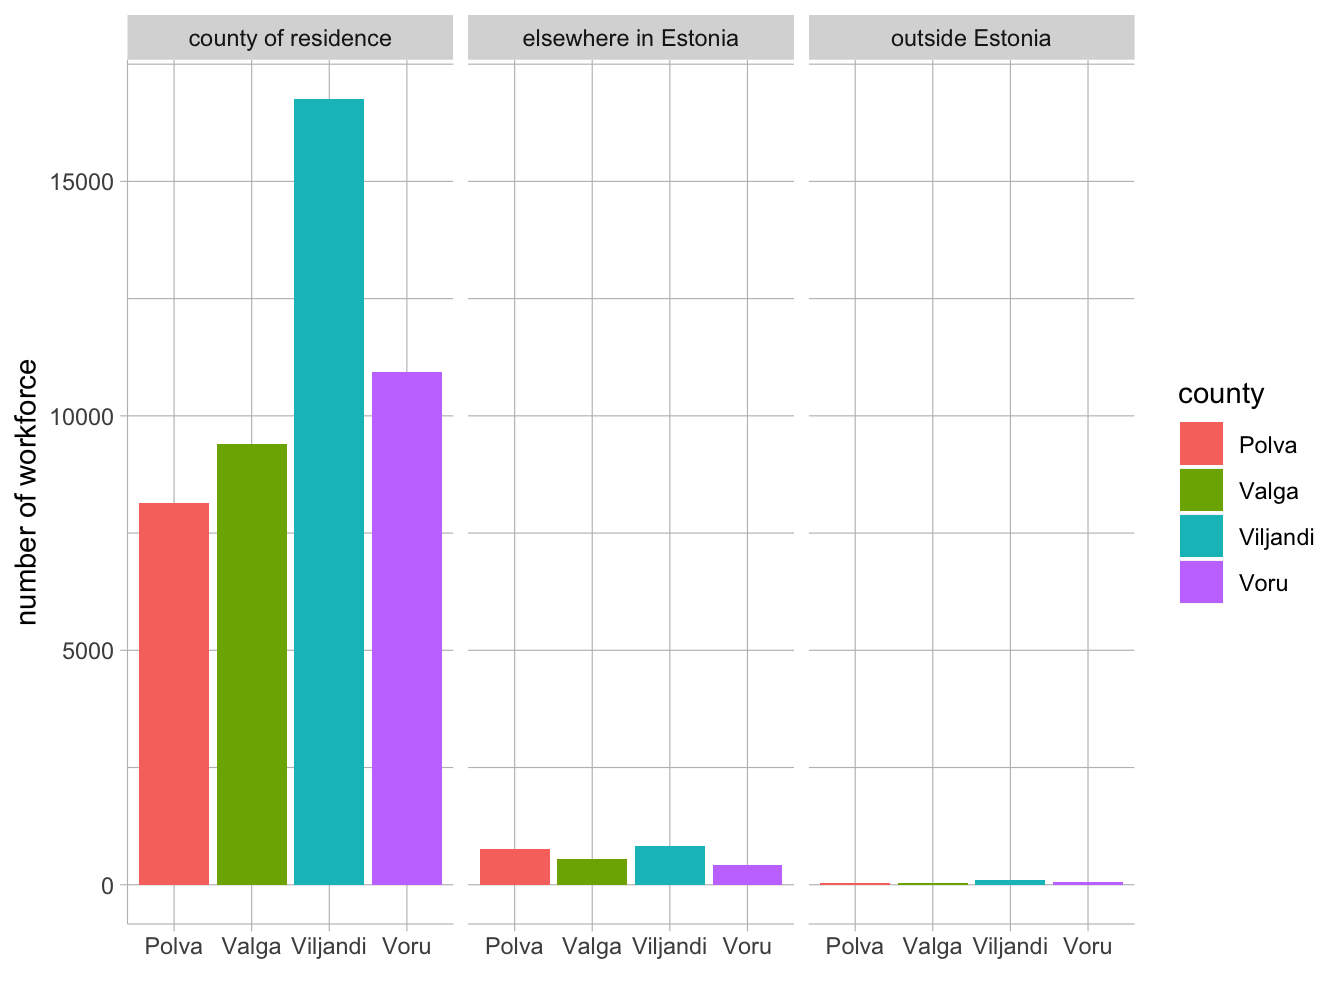 county of residence
elsewhere in Estonia
outside Estonia
number of workforce
15000
10000
5000
0
Polva
Valga
Viljandi
Voru
Polva
Valga
Viljandi
Voru
Polva
Valga
Viljandi
Voru
county
Polva
Valga
Viljandi
Voru